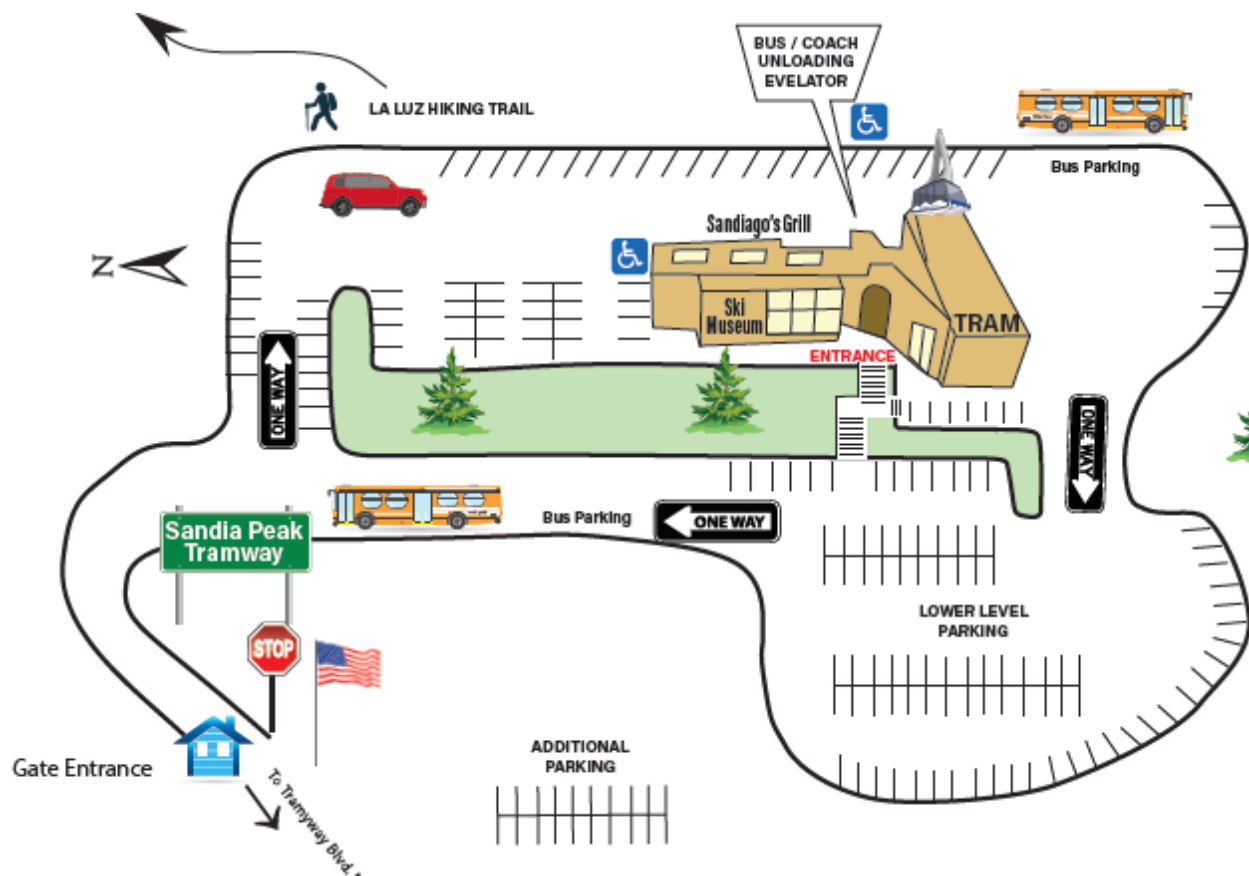 BUS / COACH
UNLOADING
EVELATOR
LA LUZ HIKING TRAIL
Bus Parking
Sandiago's Grill
N
Ski
Museum
TRAM
ENTRANCE
ONE WAY
ONE WAY
Bus Parking
ONE WAY
Sandia Peak
Tramway
LOWER LEVEL
PARKING
STOP
Gate Entrance
ADDITIONAL
PARKING
To Tramyway Blvd.